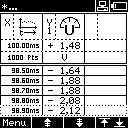 *...
X Y
1
100.00ms + 1,48
1000 Pts V
98.50ms - 1,64
98.60ms - 1,88
98.70ms - 1,88
98.80ms - 2,08
98.90ms - 2,12
Menu